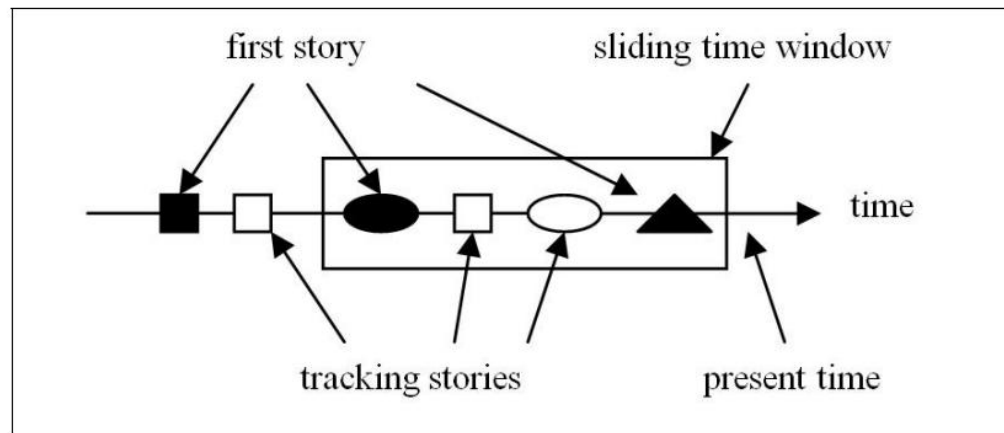 first story
sliding time window
time
tracking stories
present time